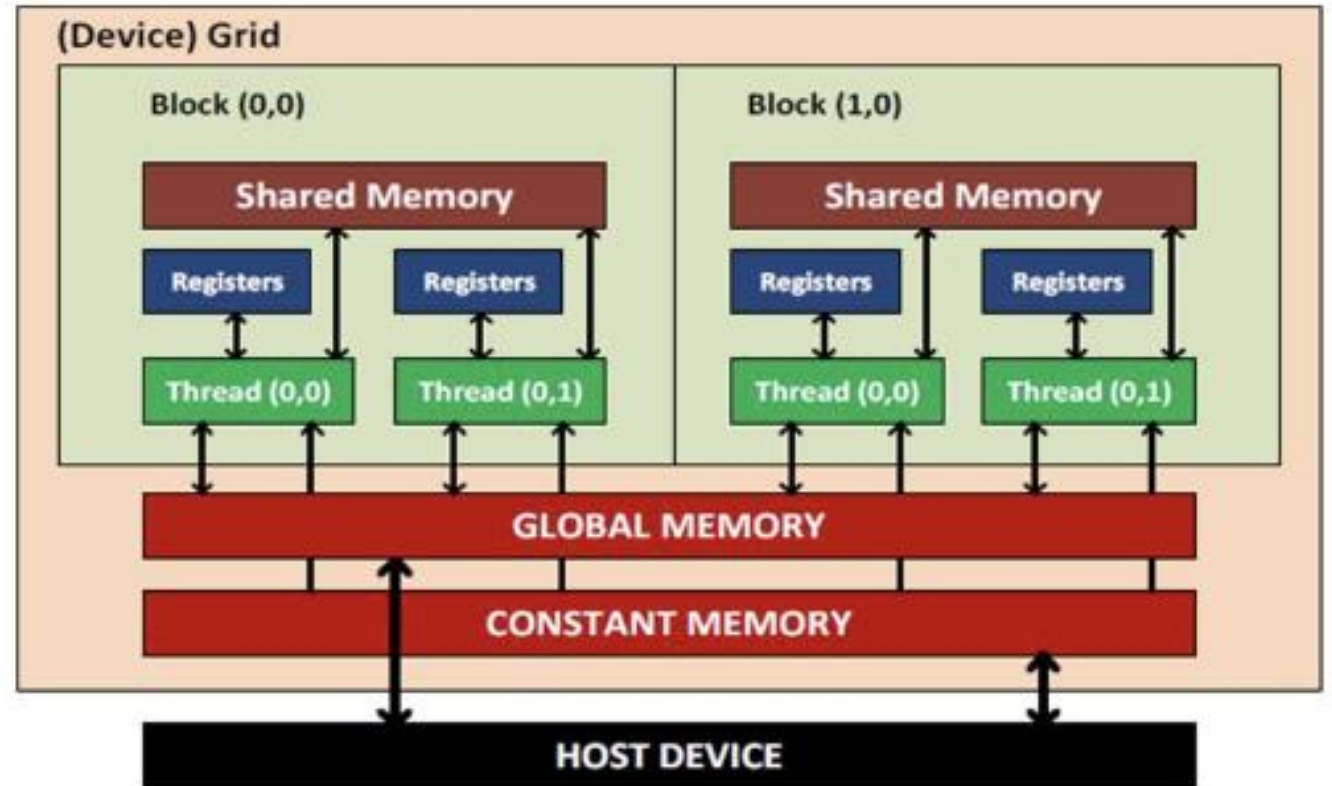 (Device) Grid
Block (0,0)
Block (1,0)
Shared Memory
Shared Memory
Registers
Registers
Registers
Registers
Thread (0,0)
Thread (0,1)
Thread (0,0)
Thread (0,1)
GLOBAL MEMORY
CONSTANT MEMORY
HOST DEVICE